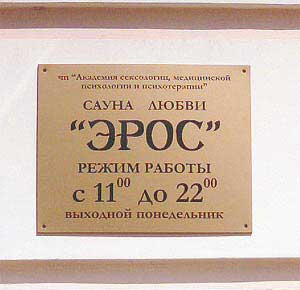 ЧП "Академия сексологии, медицинской
психологии и психотерапии"
САУНА ЛЮБВИ
"ЭРОС"
РЕЖИМ РАБОТЫ
с 11⁰⁰ до 22⁰⁰
выходной понедельник